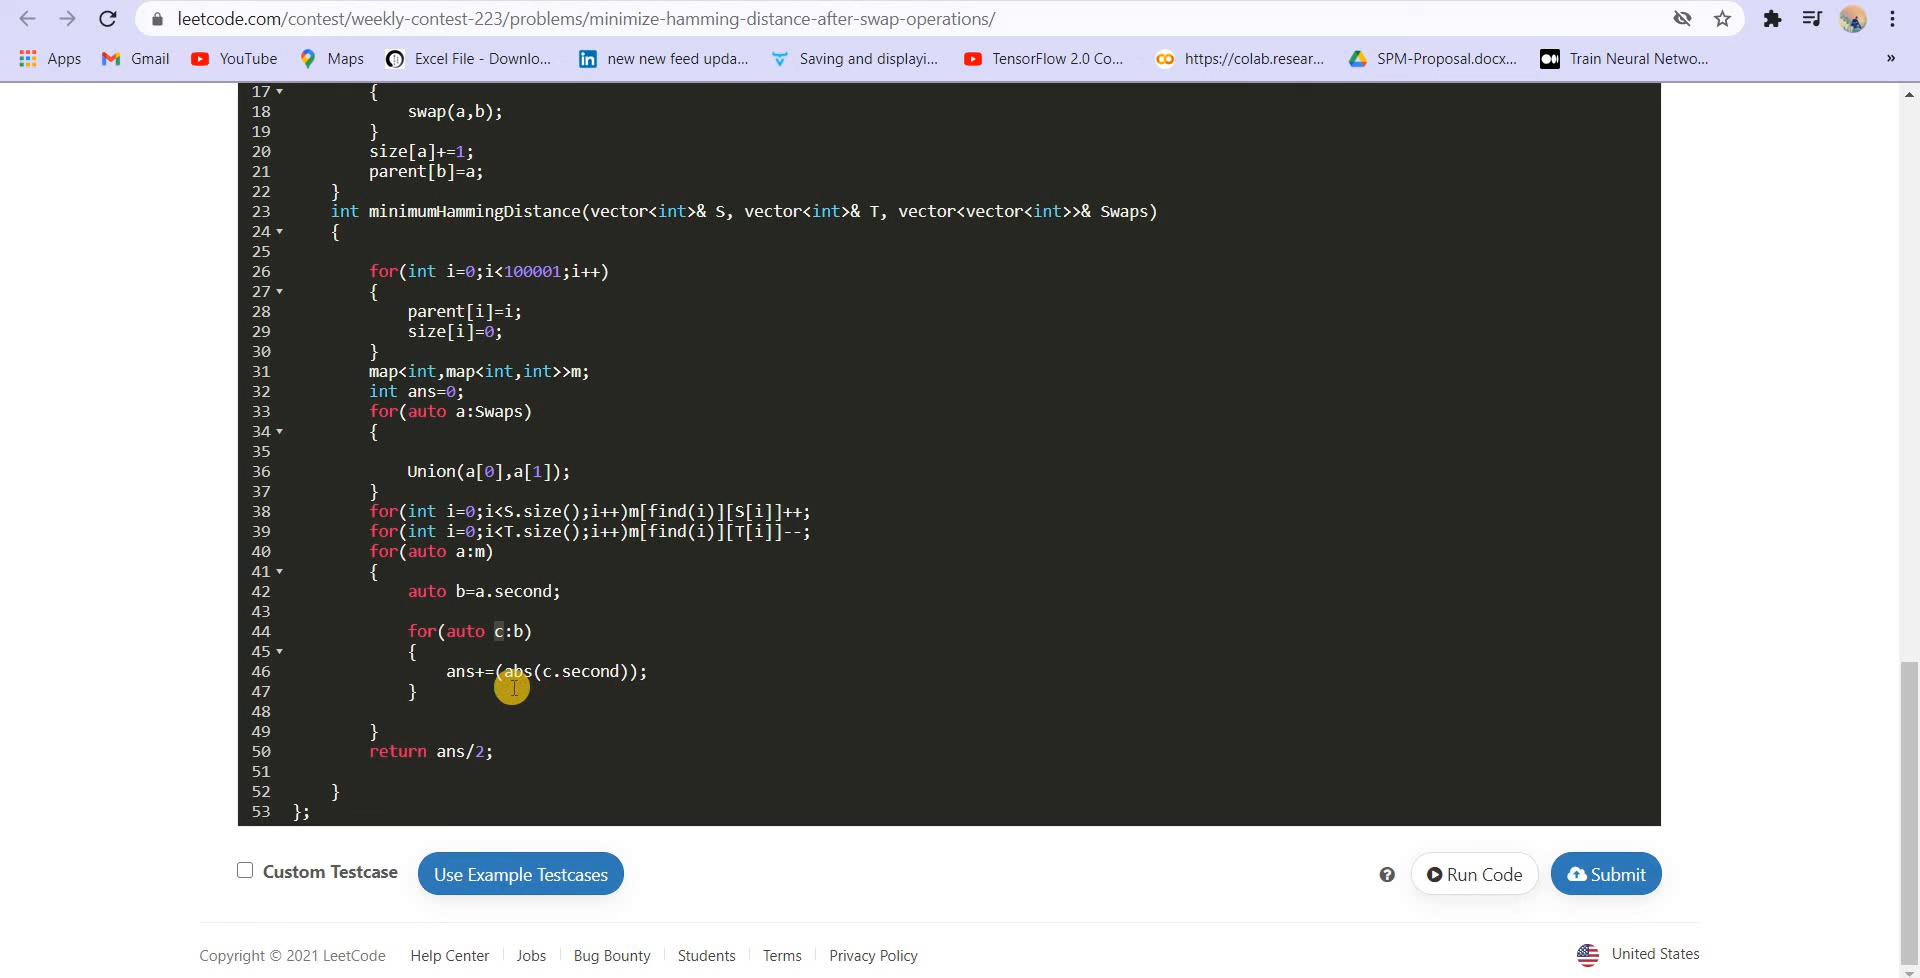 leetcode.com/contest/weekly-contest-223/problems/minimize-hamming-distance-after-swap-operations/
Apps Gmail YouTube Maps Excel File - Downlo... new new feed upda... Saving and displayi... TensorFlow 2.0 Co... https://colab.resear... SPM-Proposal.docx... Train Neural Netwo... »
17 {
18 swap(a,b);
19 }
20 size[a]+=1;
21 parent[b]=a;
22 }
23 int minimumHammingDistance(vector<int>& S, vector<int>& T, vector<vector<int>>& Swaps)
24 {
25
26 for(int i=0;i<100001;i++)
27 {
28 parent[i]=i;
29 size[i]=0;
30 }
31 map<int,map<int,int>>m;
32 int ans=0;
33 for(auto a:Swaps)
34 {
35
36 Union(a[0],a[1]);
37 }
38 for(int i=0;i<S.size();i++)m[find(i)][S[i]]++;
39 for(int i=0;i<T.size();i++)m[find(i)][T[i]]--;
40 for(auto a:m)
41 {
42 auto b=a.second;
43
44 for(auto c:b)
45 {
46 ans+=(abs(c.second));
47 }
48
49 }
50 return ans/2;
51
52 }
53 };
Custom Testcase Use Example Testcases ? Run Code Submit
Copyright © 2021 LeetCode Help Center Jobs Bug Bounty Students Terms Privacy Policy United States